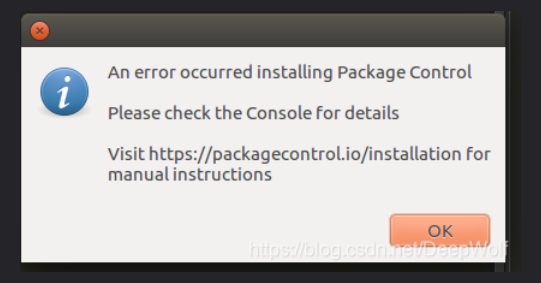 An error occurred installing Package Control
Please check the Console for details
Visit https://packagecontrol.io/installation for
manual instructions
OK
https://blog.csdn.net/DeepWolf